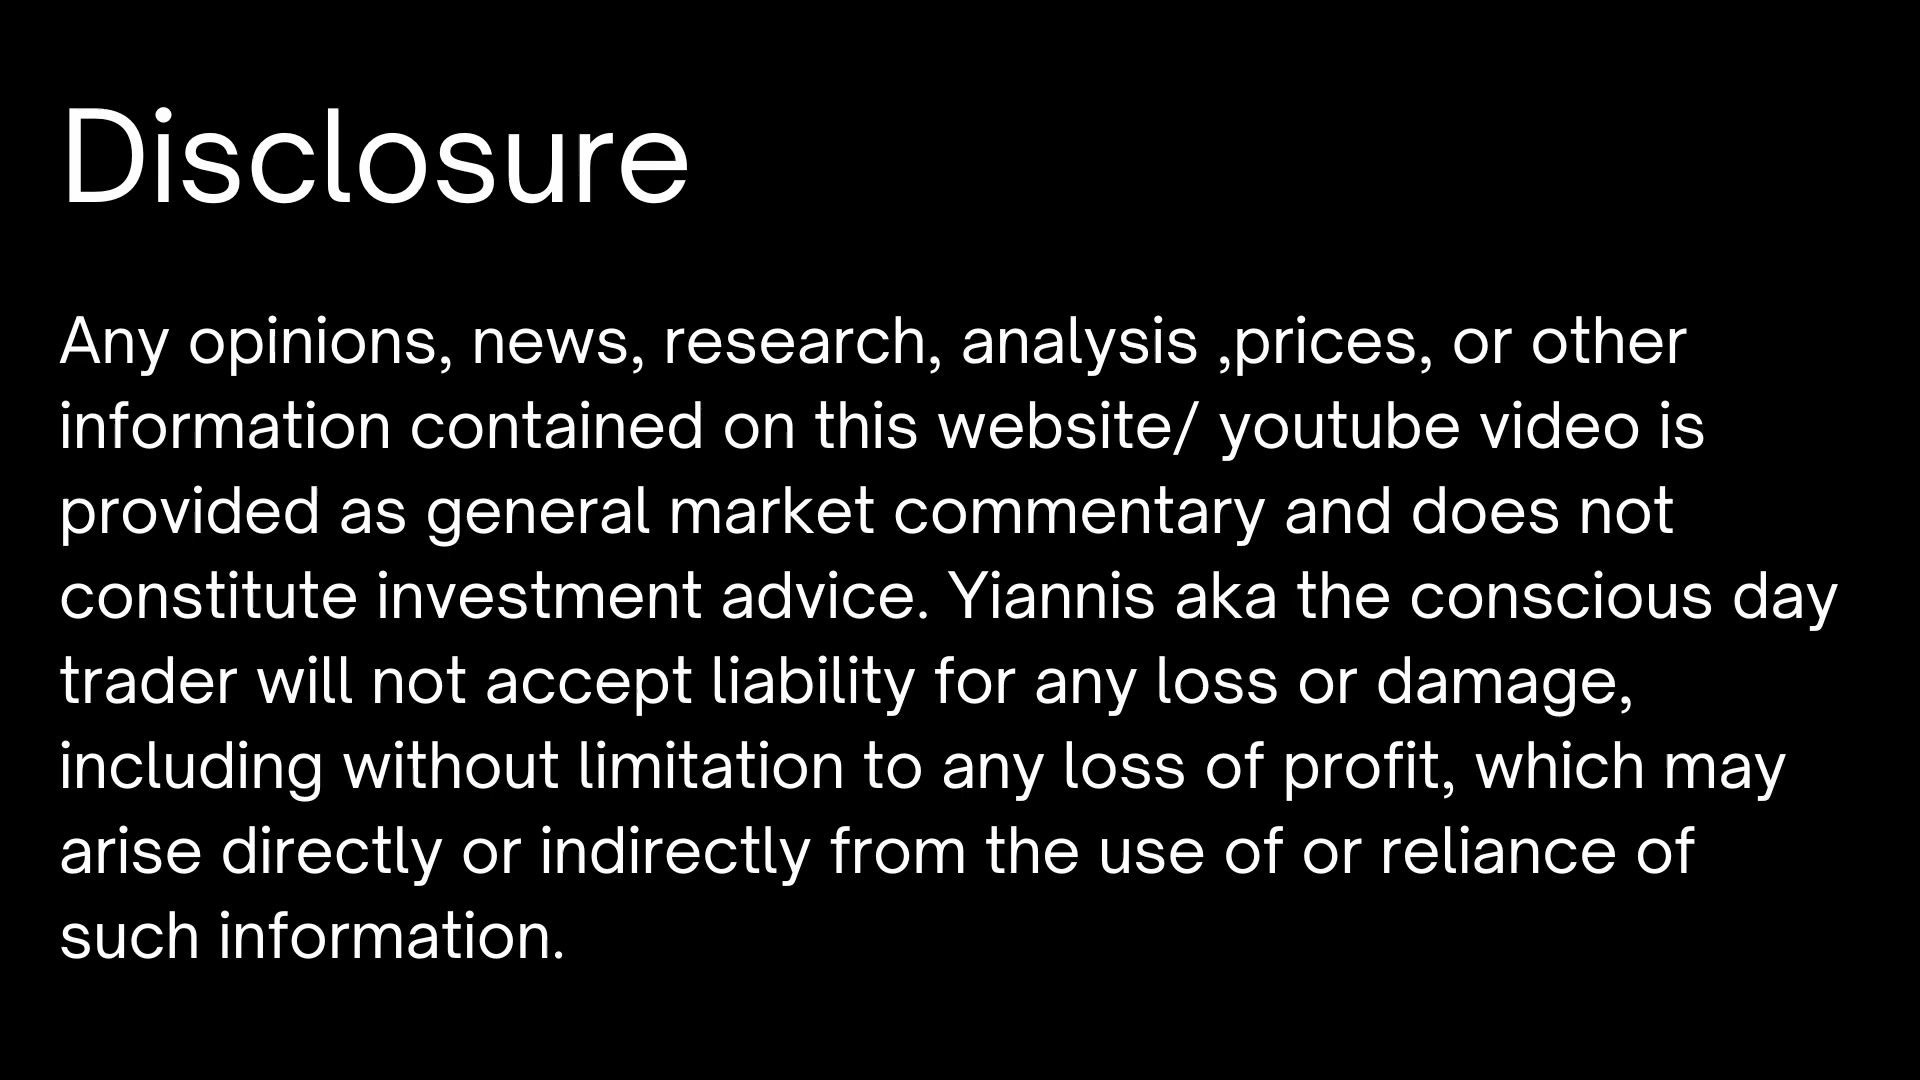 Disclosure
Any opinions, news, research, analysis ,prices, or other
information contained on this website/ youtube video is
provided as general market commentary and does not
constitute investment advice. Yiannis aka the conscious day
trader will not accept liability for any loss or damage,
including without limitation to any loss of profit, which may
arise directly or indirectly from the use of or reliance of
such information.